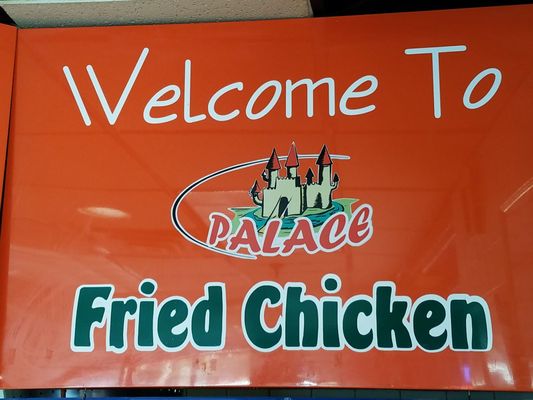 Welcome To
PALACE
Fried Chicken